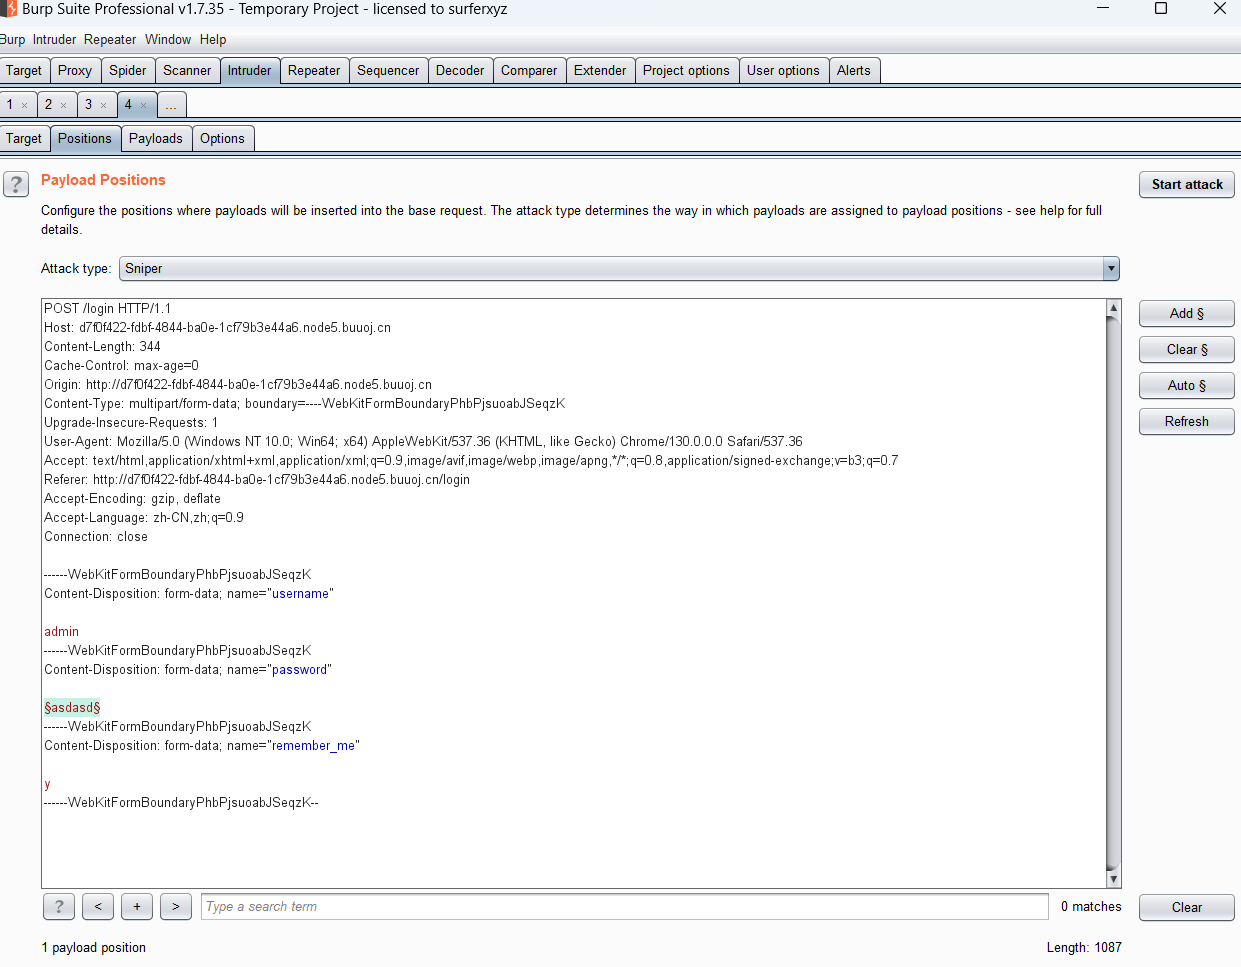 Burp Suite Professional v1.7.35 - Temporary Project - licensed to surferxyz
Burp Intruder Repeater Window Help
Target Proxy Spider Scanner Intruder Repeater Sequencer Decoder Comparer Extender Project options User options Alerts
1 × 2 × 3 × 4 × ...
Target Positions Payloads Options
? Payload Positions
Start attack
Configure the positions where payloads will be inserted into the base request. The attack type determines the way in which payloads are assigned to payload positions - see help for full
details.
Attack type: Sniper
POST /login HTTP/1.1
Host: d7f0f422-fdbf-4844-ba0e-1cf79b3e44a6.node5.buuoj.cn
Content-Length: 344
Cache-Control: max-age=0
Origin: http://d7f0f422-fdbf-4844-ba0e-1cf79b3e44a6.node5.buuoj.cn
Content-Type: multipart/form-data; boundary=----WebKitFormBoundaryPhbPjsuoabJSeqzK
Upgrade-Insecure-Requests: 1
User-Agent: Mozilla/5.0 (Windows NT 10.0; Win64; x64) AppleWebKit/537.36 (KHTML, like Gecko) Chrome/130.0.0.0 Safari/537.36
Accept: text/html,application/xhtml+xml,application/xml;q=0.9,image/avif,image/webp,image/apng,*/*;q=0.8,application/signed-exchange;v=b3;q=0.7
Referer: http://d7f0f422-fdbf-4844-ba0e-1cf79b3e44a6.node5.buuoj.cn/login
Accept-Encoding: gzip, deflate
Accept-Language: zh-CN,zh;q=0.9
Connection: close
------WebKitFormBoundaryPhbPjsuoabJSeqzK
Content-Disposition: form-data; name="username"
admin
------WebKitFormBoundaryPhbPjsuoabJSeqzK
Content-Disposition: form-data; name="password"
§asdasd§
------WebKitFormBoundaryPhbPjsuoabJSeqzK
Content-Disposition: form-data; name="remember_me"
y
------WebKitFormBoundaryPhbPjsuoabJSeqzK--
Add §
Clear §
Auto §
Refresh
? < + > Type a search term 0 matches Clear
1 payload position Length: 1087